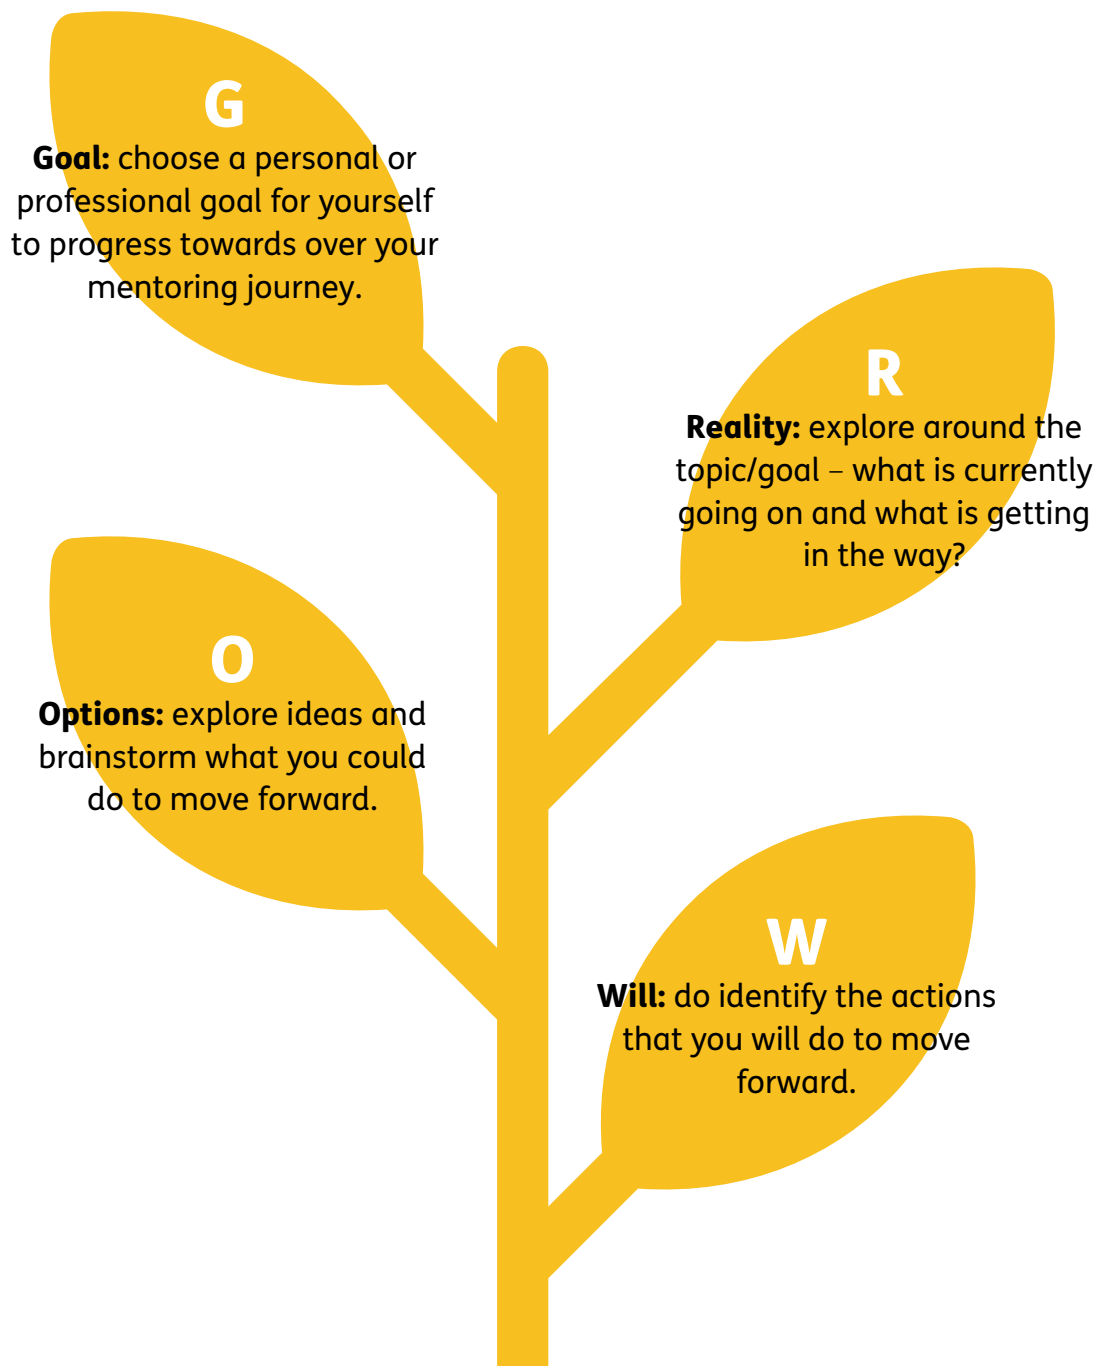 G
Goal: choose a personal or
professional goal for yourself
to progress towards over your
mentoring journey.
R
Reality: explore around the
topic/goal – what is currently
going on and what is getting
in the way?
O
Options: explore ideas and
brainstorm what you could
do to move forward.
W
Will: do identify the actions
that you will do to move
forward.